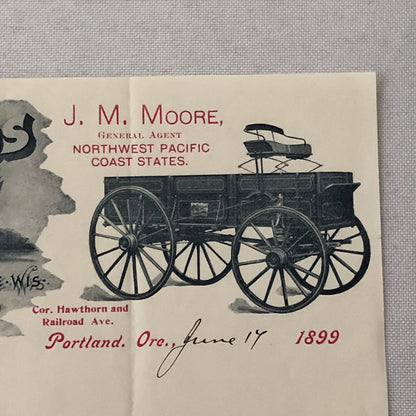 J. M. MOORE,
GENERAL AGENT
NORTHWEST PACIFIC
COAST STATES.
WIS.
Cor. Hawthorn and
Railroad Ave.
Portland, Ore., June 17 1899